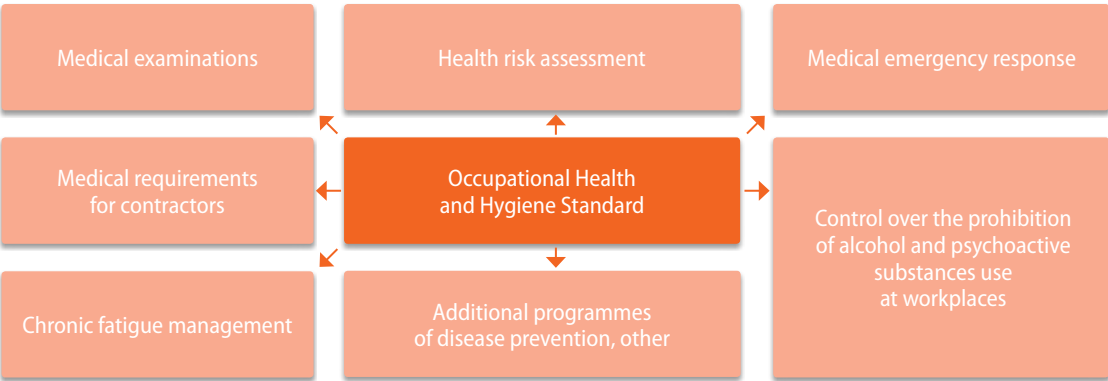 Medical examinations
Health risk assessment
Medical emergency response
Medical requirements
for contractors
Occupational Health
and Hygiene Standard
Control over the prohibition
of alcohol and psychoactive
substances use
at workplaces
Chronic fatigue management
Additional programmes
of disease prevention, other